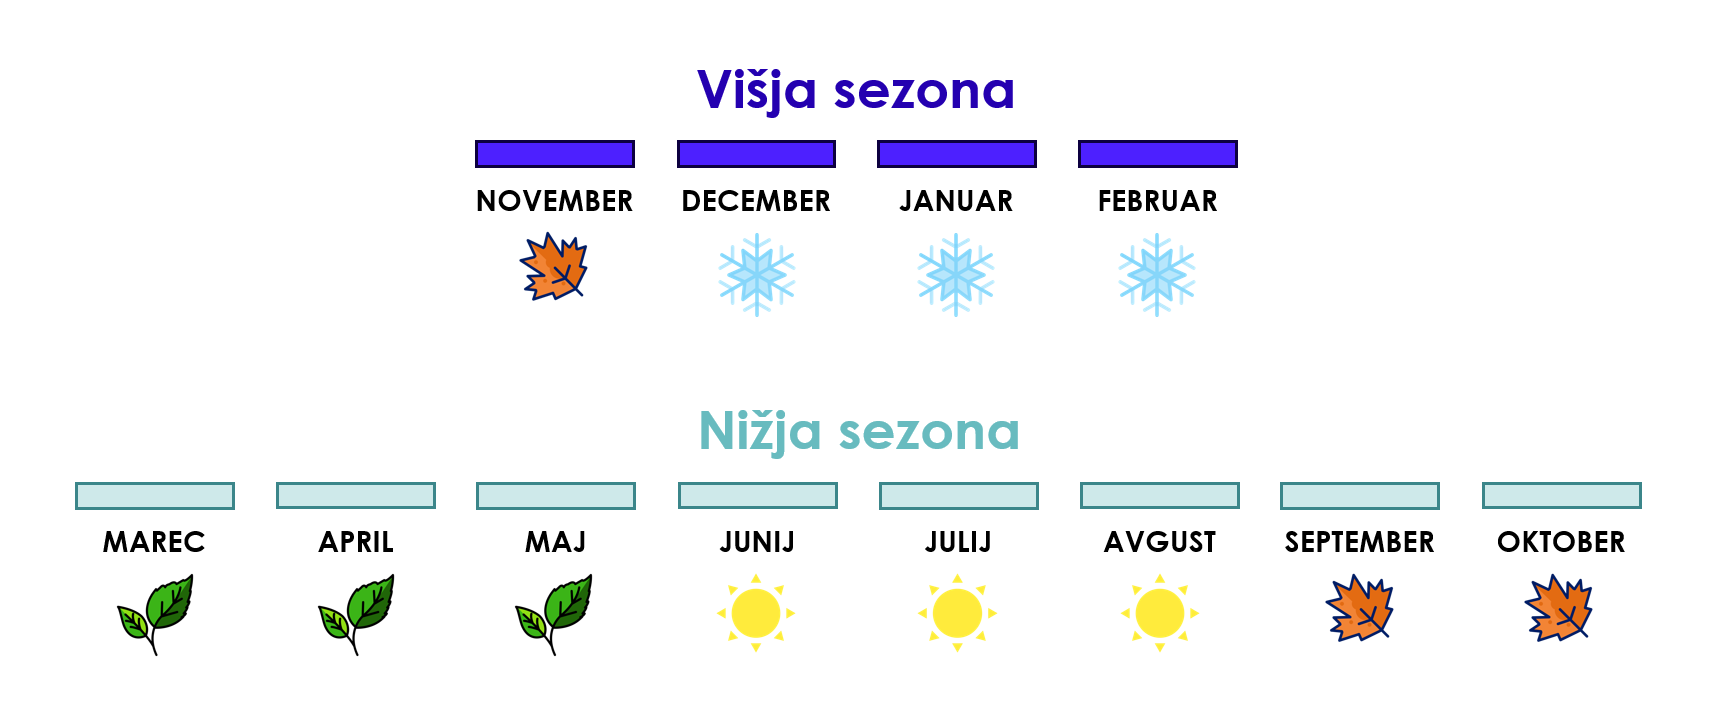 Višja sezona
NOVEMBER DECEMBER JANUAR FEBRUAR
Nižja sezona
MAREC APRIL MAJ JUNIJ JULIJ AVGUST SEPTEMBER OKTOBER